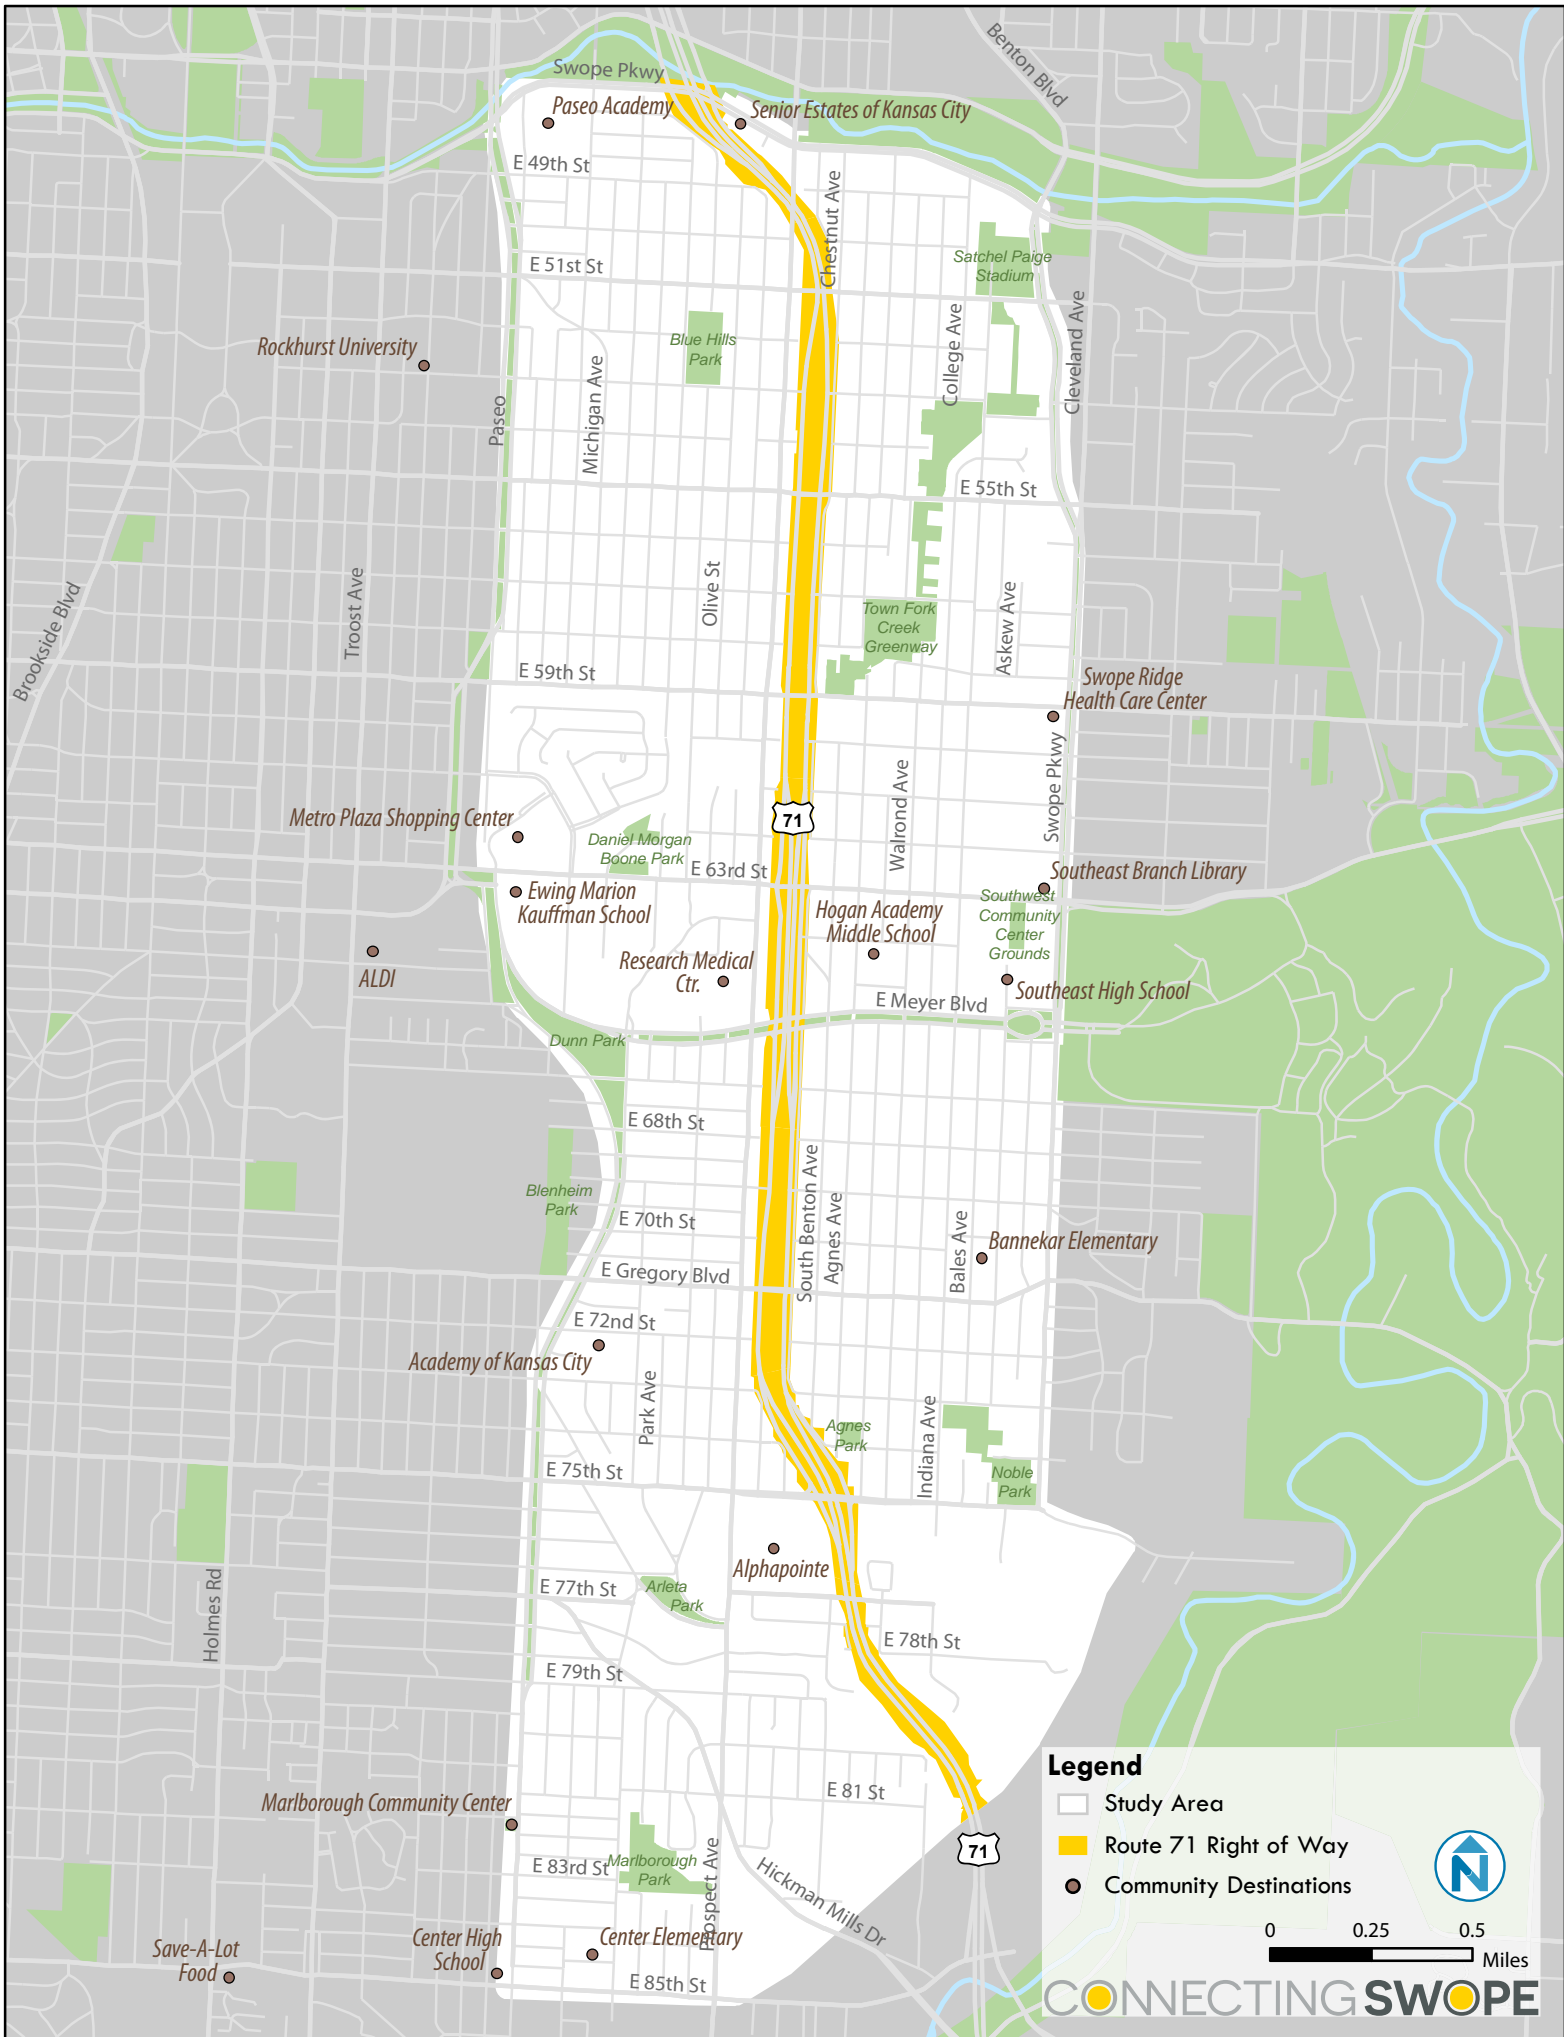 Benton Blvd
Swope Pkwy
Paseo Academy
Senior Estates of Kansas City
E 49th St
Chestnut Ave
E 51st St
Satchel Paige
Stadium
Cleveland Ave
College Ave
Blue Hills
Park
Rockhurst University
Michigan Ave
Paseo
E 55th St
Olive St
Troost Ave
Brookside Blvd
Town Fork
Creek
Greenway
Askew Ave
E 59th St
Swope Ridge
Health Care Center
Swope Pkwy
Walrond Ave
Metro Plaza Shopping Center
71
Daniel Morgan
Boone Park
E 63rd St
Southeast Branch Library
Ewing Marion
Kauffman School
Southwest
Community
Center
Grounds
Hogan Academy
Middle School
Research Medical
Ctr.
ALDI
Southeast High School
E Meyer Blvd
Dunn Park
E 68th St
South Benton Ave
Agnes Ave
Blenheim
Park
E 70th St
Bales Ave
Bannekar Elementary
E Gregory Blvd
E 72nd St
Academy of Kansas City
Park Ave
Indiana Ave
Agnes
Park
E 75th St
Noble
Park
Alphapointe
E 77th St
Arleta
Park
Holmes Rd
E 78th St
E 79th St
E 81 St
Marlborough Community Center
71
E 83rd St
Marlborough
Park
Prospect Ave
Hickman Mills Dr
Center High
School
Center Elementary
Save-A-Lot
Food
E 85th St
Legend
Study Area
Route 71 Right of Way
Community Destinations
N
0 0.25 0.5
Miles
CONNECTING SWOPE